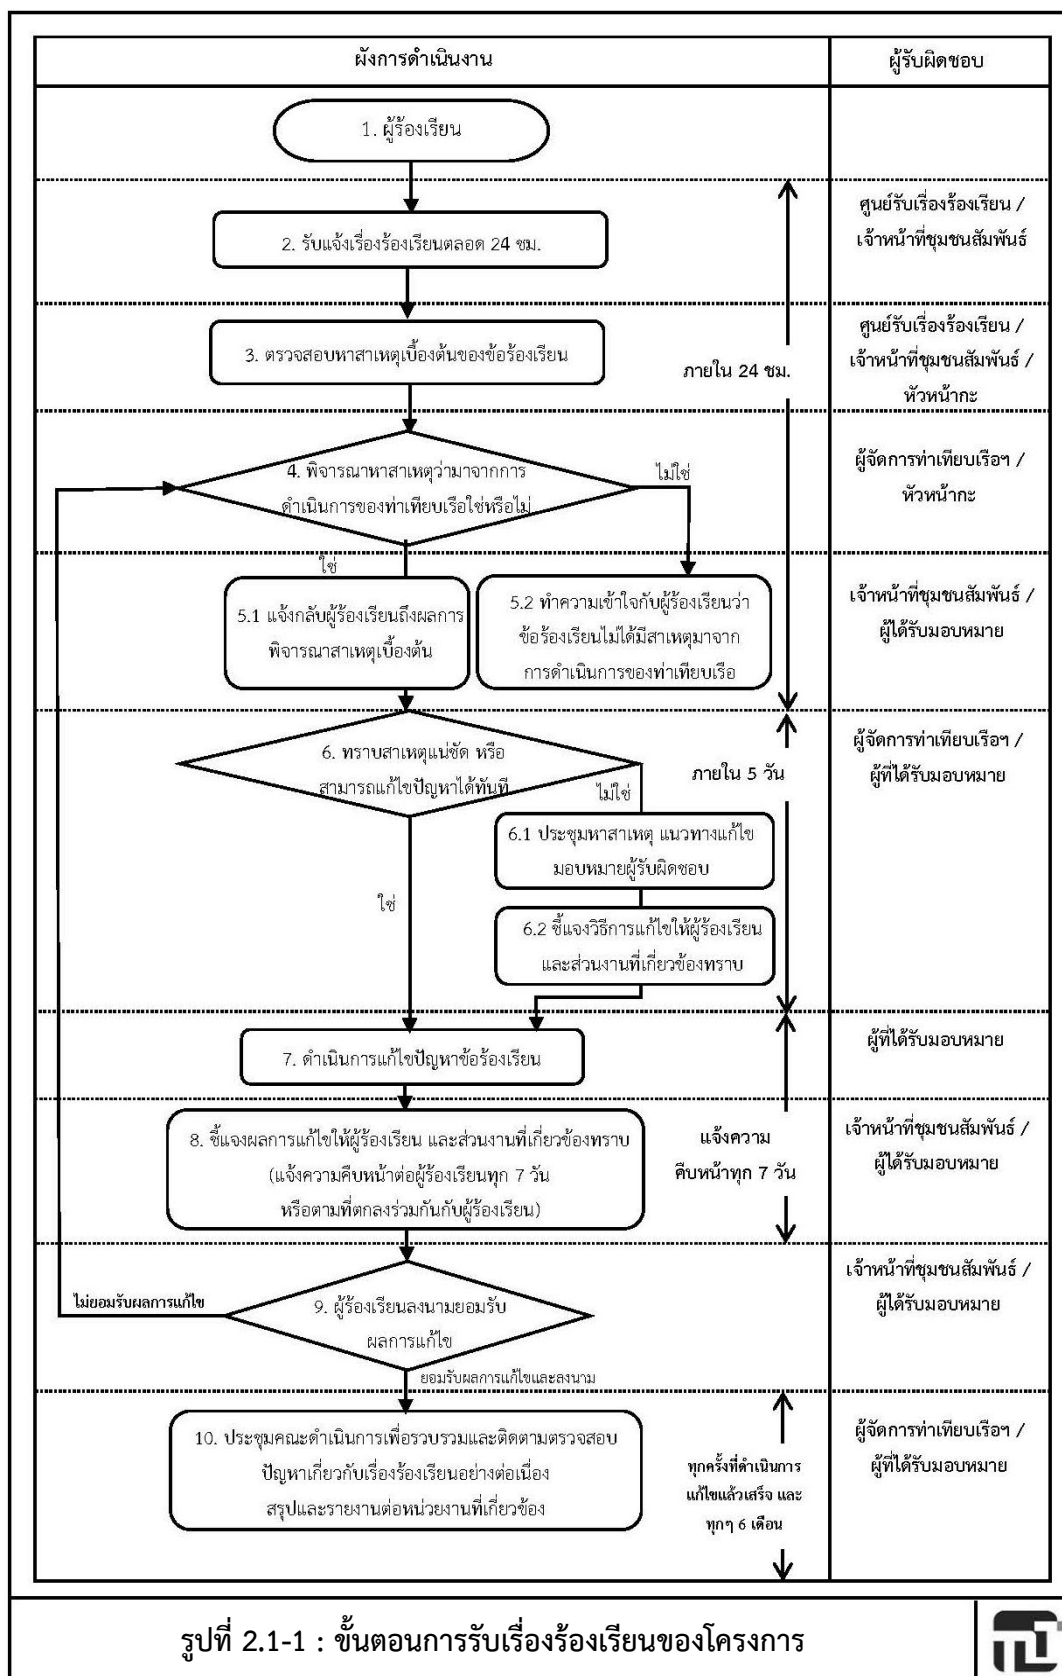 ผังการดำเนินงาน
ผู้รับผิดชอบ
1. ผู้ร้องเรียน
2. รับแจ้งเรื่องร้องเรียนตลอด 24 ชม.
ศูนย์รับเรื่องร้องเรียน /
เจ้าหน้าที่ชุมชนสัมพันธ์
3. ตรวจสอบหาสาเหตุเบื้องต้นของข้อร้องเรียน
ภายใน 24 ชม.
ศูนย์รับเรื่องร้องเรียน /
เจ้าหน้าที่ชุมชนสัมพันธ์ /
หัวหน้ากะ
4. พิจารณาหาสาเหตุว่ามาจากการ
ดำเนินการของท่าเทียบเรือใช่หรือไม่
ไม่ใช่
ใช่
ผู้จัดการท่าเทียบเรือฯ /
หัวหน้ากะ
5.1 แจ้งกลับผู้ร้องเรียนถึงผลการ
พิจารณาสาเหตุเบื้องต้น
5.2 ทำความเข้าใจกับผู้ร้องเรียนว่า
ข้อร้องเรียนไม่ได้มีสาเหตุมาจาก
การดำเนินการของท่าเทียบเรือ
เจ้าหน้าที่ชุมชนสัมพันธ์ /
ผู้ได้รับมอบหมาย
6. ทราบสาเหตุแน่ชัด หรือ
สามารถแก้ไขปัญหาได้ทันที
ไม่ใช่
ภายใน 5 วัน
ผู้จัดการท่าเทียบเรือฯ /
ผู้ที่ได้รับมอบหมาย
6.1 ประชุมหาสาเหตุ แนวทางแก้ไข
มอบหมายผู้รับผิดชอบ
ใช่
6.2 ชี้แจงวิธีการแก้ไขให้ผู้ร้องเรียน
และส่วนงานที่เกี่ยวข้องทราบ
7. ดำเนินการแก้ไขปัญหาข้อร้องเรียน
ผู้ที่ได้รับมอบหมาย
8. ชี้แจงผลการแก้ไขให้ผู้ร้องเรียน และส่วนงานที่เกี่ยวข้องทราบ
(แจ้งความคืบหน้าต่อผู้ร้องเรียนทุก 7 วัน
หรือตามที่ตกลงร่วมกันกับผู้ร้องเรียน)
แจ้งความ
คืบหน้าทุก 7 วัน
เจ้าหน้าที่ชุมชนสัมพันธ์ /
ผู้ได้รับมอบหมาย
ไม่ยอมรับผลการแก้ไข
9. ผู้ร้องเรียนลงนามยอมรับ
ผลการแก้ไข
ยอมรับผลการแก้ไขและลงนาม
เจ้าหน้าที่ชุมชนสัมพันธ์ /
ผู้ได้รับมอบหมาย
10. ประชุมคณะดำเนินการเพื่อรวบรวมและติดตามตรวจสอบ
ปัญหาเกี่ยวกับเรื่องร้องเรียนอย่างต่อเนื่อง
สรุปและรายงานต่อหน่วยงานที่เกี่ยวข้อง
ทุกครั้งที่ดำเนินการ
แก้ไขแล้วเสร็จ และ
ทุกๆ 6 เดือน
ผู้จัดการท่าเทียบเรือฯ /
ผู้ที่ได้รับมอบหมาย
รูปที่ 2.1-1 : ขั้นตอนการรับเรื่องร้องเรียนของโครงการ